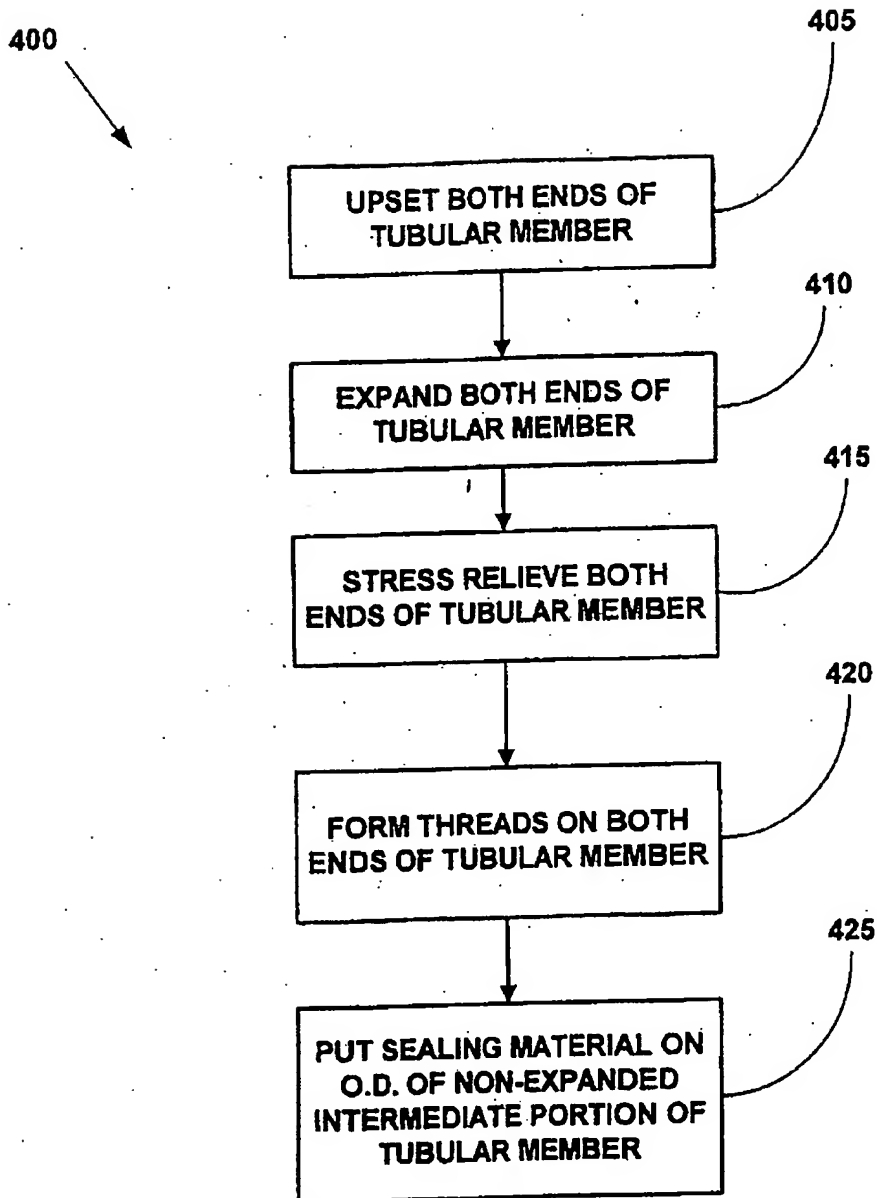 400
405
UPSET BOTH ENDS OF
TUBULAR MEMBER
410
EXPAND BOTH ENDS OF
TUBULAR MEMBER
415
STRESS RELIEVE BOTH
ENDS OF TUBULAR MEMBER
420
FORM THREADS ON BOTH
ENDS OF TUBULAR MEMBER
425
PUT SEALING MATERIAL ON
O.D. OF NON-EXPANDED
INTERMEDIATE PORTION OF
TUBULAR MEMBER